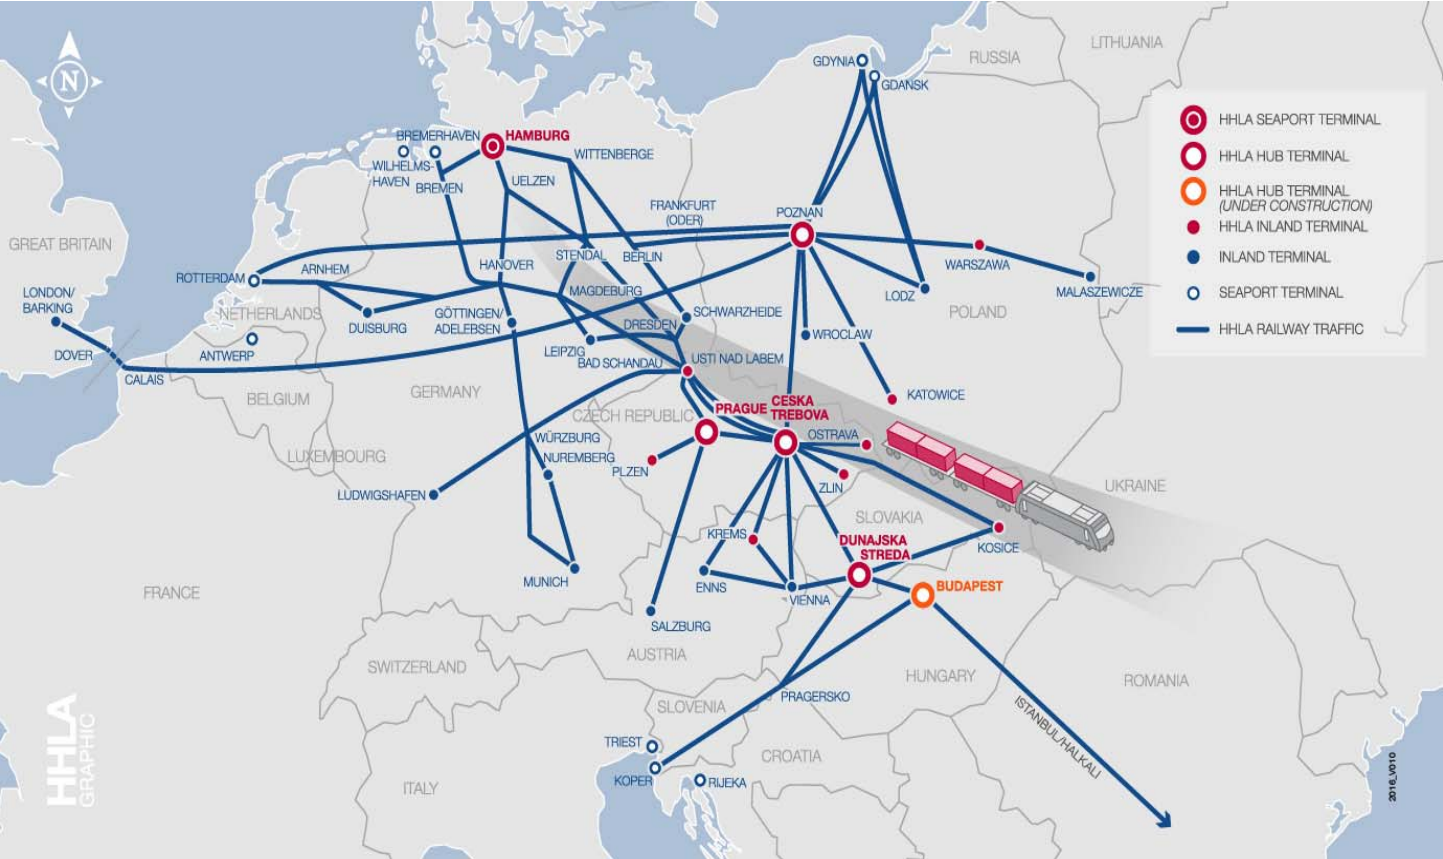 LITHUANIA
RUSSIA
GDYNIA
GDANSK
N
BREMERHAVEN
HAMBURG
WILHELMS-
HAVEN
BREMEN
WITTENBERGE
UELZEN
FRANKFURT
(ODER)
POZNAN
GREAT BRITAIN
ROTTERDAM
ARNHEM
HANOVER
STENDAL
BERLIN
WARSZAWA
MALASZEWICZE
LODZ
LONDON/
BARKING
MAGDEBURG
NETHERLANDS
DUISBURG
GÖTTINGEN/
ADELEBSEN
SCHWARZHEIDE
DRESDEN
POLAND
WROCLAW
DOVER
ANTWERP
LEIPZIG
BAD SCHANDAU
USTI NAD LABEM
CALAIS
BELGIUM
GERMANY
KATOWICE
CZECH REPUBLIC
PRAGUE
CESKA
TREBOVA
OSTRAVA
LUXEMBOURG
WÜRZBURG
NUREMBERG
PLZEN
ZLIN
UKRAINE
LUDWIGSHAFEN
SLOVAKIA
KREMS
DUNAJSKA
STREDA
KOSICE
MUNICH
ENNS
VIENNA
BUDAPEST
FRANCE
SALZBURG
AUSTRIA
SWITZERLAND
HUNGARY
ROMANIA
PRAGERSKO
SLOVENIA
ISTANBUL/HALKALI
TRIEST
KOPER
RIJEKA
CROATIA
ITALY
HHLA SEAPORT TERMINAL
HHLA HUB TERMINAL
HHLA HUB TERMINAL
(UNDER CONSTRUCTION)
HHLA INLAND TERMINAL
INLAND TERMINAL
SEAPORT TERMINAL
HHLA RAILWAY TRAFFIC
HHLA
GRAPHIC
2016_V010